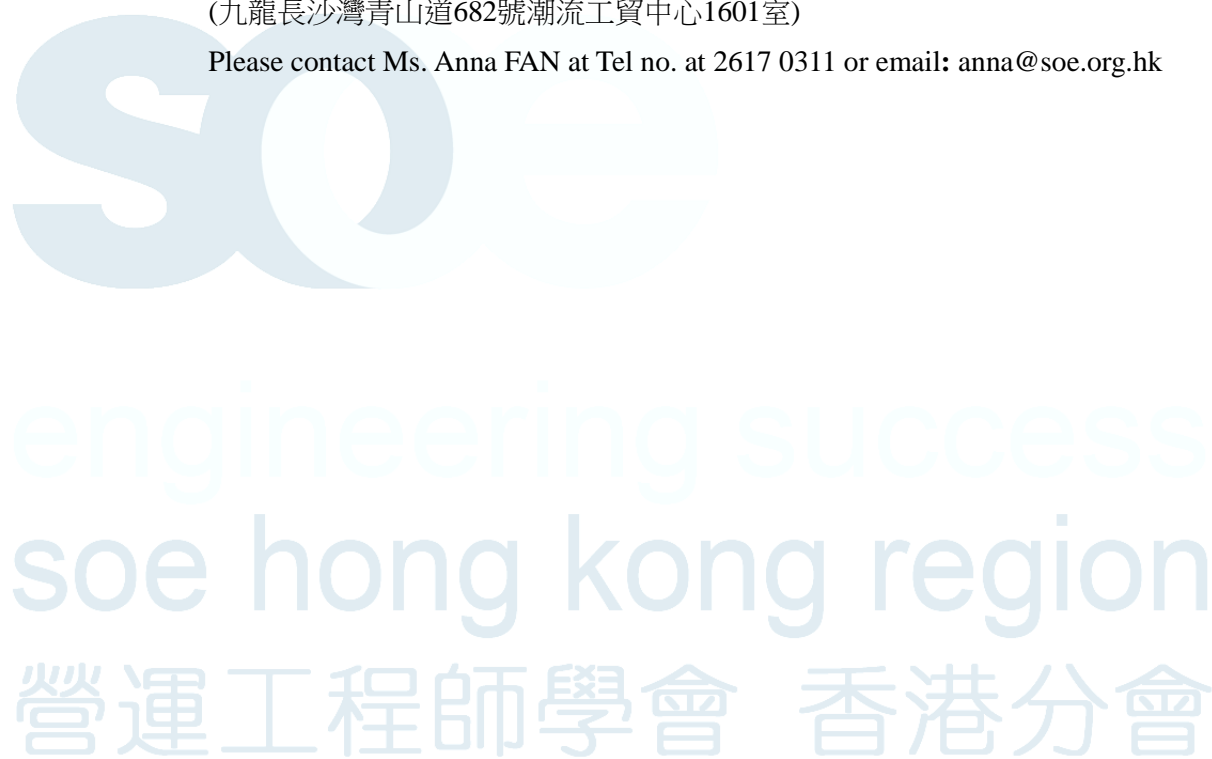 (九龍長沙灣青山道682號潮流工貿中心1601室)
Please contact Ms. Anna FAN at Tel no. at 2617 0311 or email: anna@soe.org.hk
soe
engineering success
soe hong kong region
營運工程師學會 香港分會